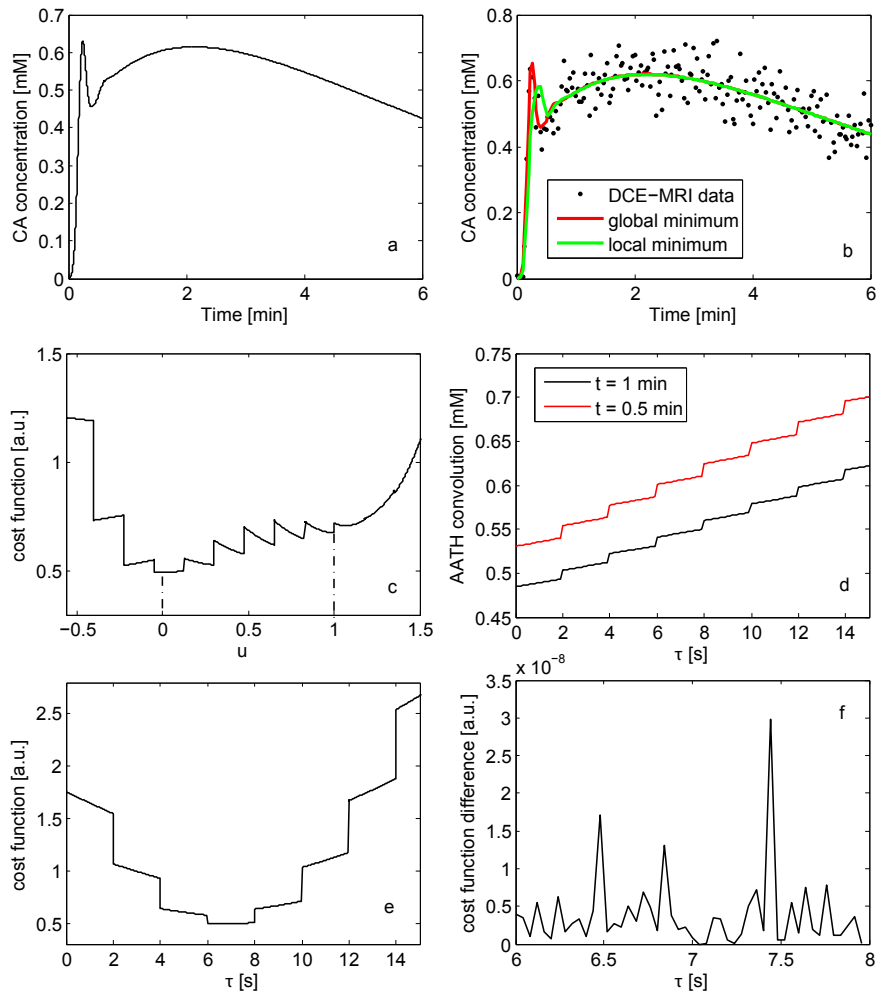 CA concentration [mM]
0.7
0.6
0.5
0.4
0.3
0.2
0.1
0
0 2 4 6
Time [min]
a
CA concentration [mM]
0.8
0.6
0.4
0.2
0
0 2 4 6
Time [min]
DCE−MRI data
global minimum
local minimum
b
cost function [a.u.]
1.5
1
0.5
−0.5 0 0.5 1 1.5
u
c
AATH convolution [mM]
0.75
0.7
0.65
0.6
0.55
0.5
0.45
0 2 4 6 8 10 12 14
τ [s]
t = 1 min
t = 0.5 min
d
cost function [a.u.]
2.5
2
1.5
1
0.5
0 2 4 6 8 10 12 14
τ [s]
e
x 10−8
cost function difference [a.u.]
3.5
3
2.5
2
1.5
1
0.5
0
6 6.5 7 7.5 8
τ [s]
f